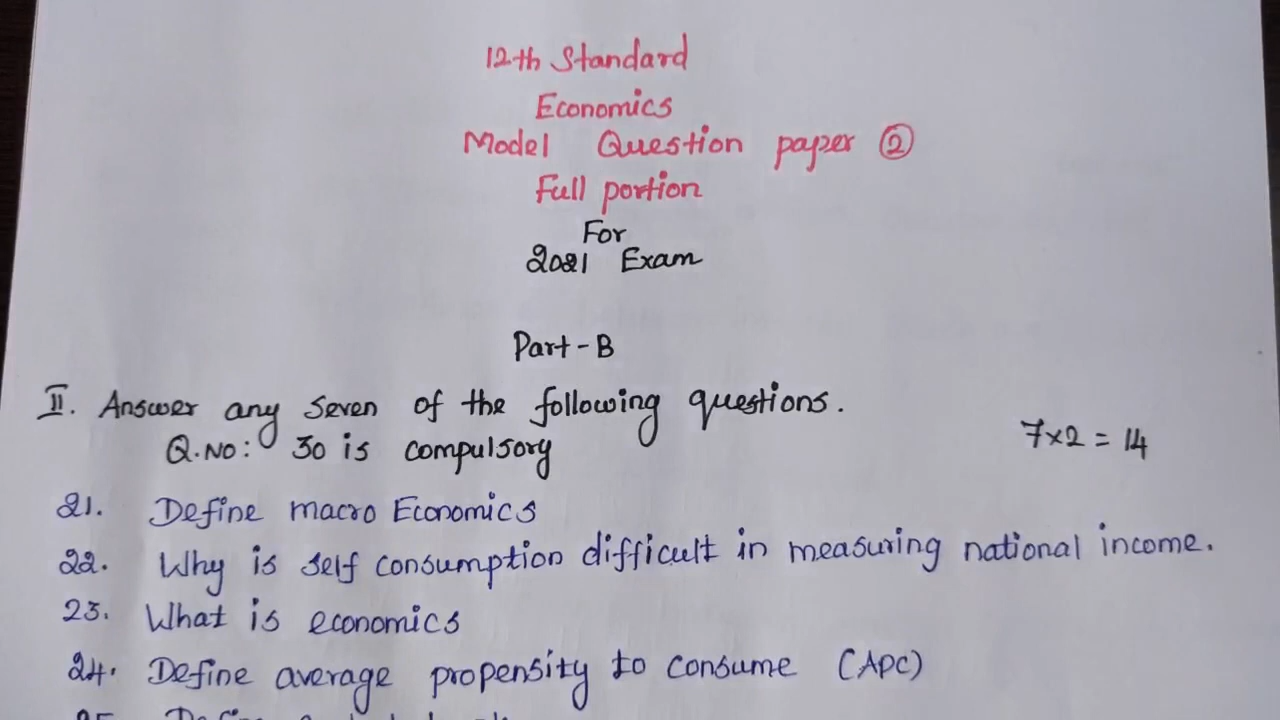 12th Standard
Economics
Model Question paper ②
Full portion
For
2021 Exam
Part-B
II. Answer any seven of the following questions.
Q.No: 30 is compulsory
7×2 = 14
21. Define macro Economics
22. Why is self consumption difficult in measuring national income.
23. What is economics
24. Define average propensity to consume (APC)
25. Define